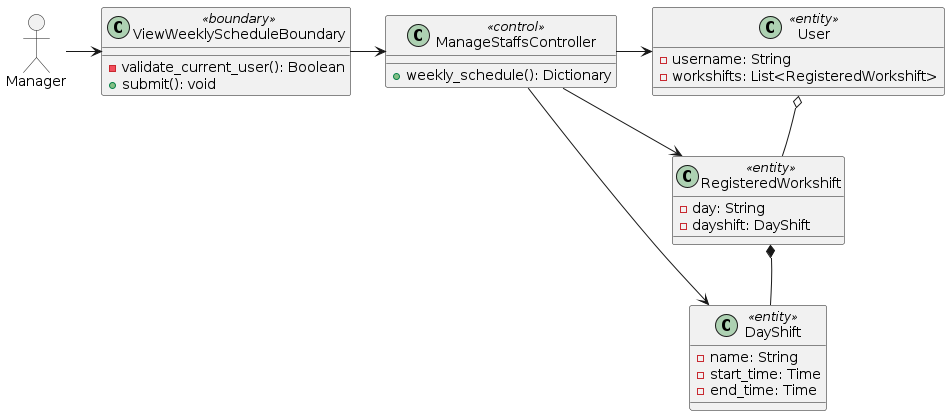 Manager
C
«boundary»
ViewWeeklyScheduleBoundary
validate_current_user(): Boolean
submit(): void
C
«control»
ManageStaffsController
weekly_schedule(): Dictionary
C
«entity»
User
username: String
workshifts: List<RegisteredWorkshift>
C
«entity»
RegisteredWorkshift
day: String
dayshift: DayShift
C
«entity»
DayShift
name: String
start_time: Time
end_time: Time